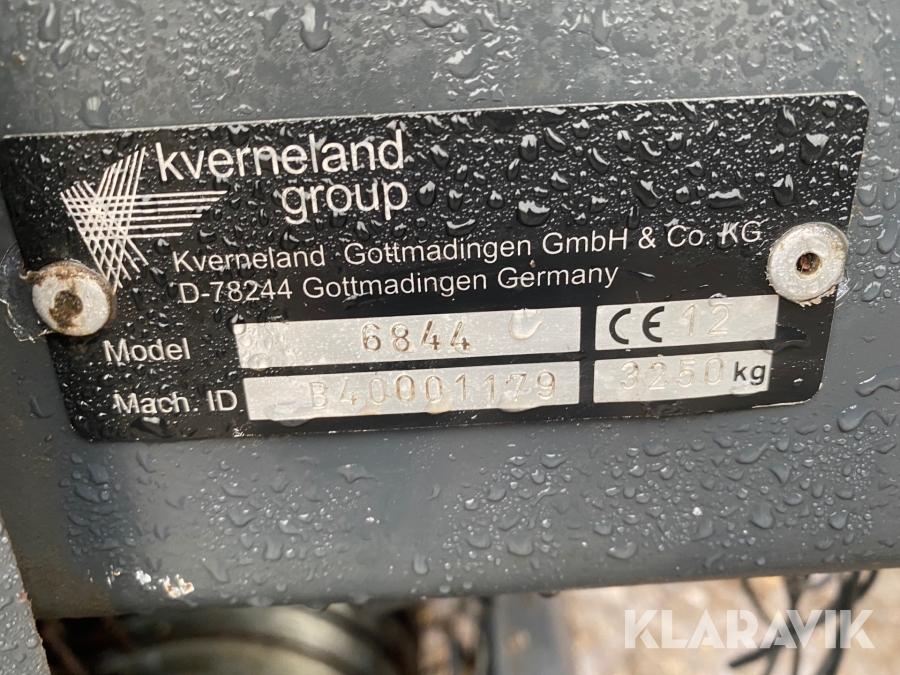 kverneland
group
Kverneland Gottmadingen GmbH & Co. KG
D-78244 Gottmadingen Germany
Model 6844 CE 12
Mach. ID B40001179 3250 kg
KLARAVIK